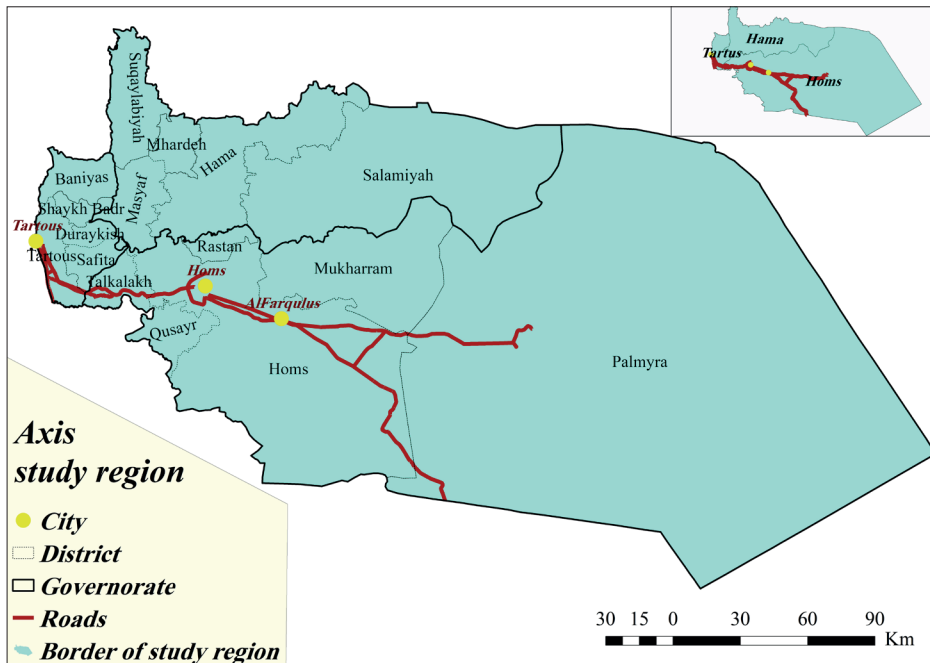 Hama
Tartus
Homs
Suqaylabiyah
Mhardeh
Hama
Masyaf
Baniyas
Salamiyah
Shaykh Badr
Tartous
Duraykish
Tartous
Safita
Rastan
Talkalakh
Homs
Mukharram
AlFarqulus
Qusayr
Homs
Palmyra
Axis
study region
City
District
Governorate
Roads
Border of study region
30 15 0 30 60 90
Km